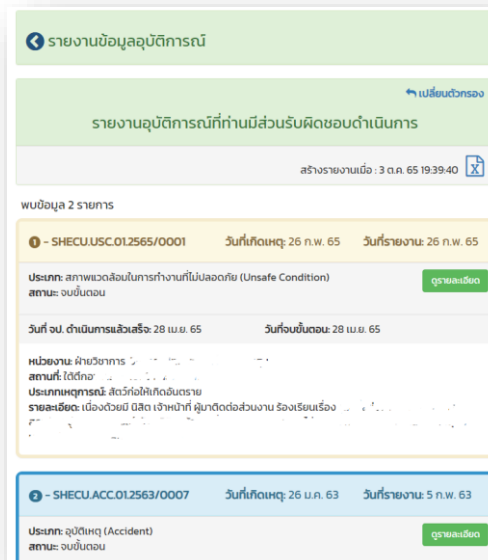 รายงานข้อมูลอุบัติการณ์
เปลี่ยนตัวกรอง
รายงานอุบัติการณ์ที่ท่านมีส่วนรับผิดชอบดำเนินการ
สร้างรายงานเมื่อ : 3 ต.ค. 65 19:39:40
พบข้อมูล 2 รายการ
1 - SHECU.USC.01.2565/0001 วันที่เกิดเหตุ: 26 ก.พ. 65 วันที่รายงาน: 26 ก.พ. 65
ประเภท: สภาพแวดล้อมในการทำงานที่ไม่ปลอดภัย (Unsafe Condition) ดูรายละเอียด
สถานะ: จบขั้นตอน
วันที่ จป. ดำเนินการแล้วเสร็จ: 28 เม.ย. 65 วันที่จบขั้นตอน: 28 เม.ย. 65
หน่วยงาน: ฝ่ายวิชาการ
สถานที่: ใต้ตึกอ
ประเภทเหตุการณ์: สัตว์ก่อให้เกิดอันตราย
รายละเอียด: เนื่องด้วยมี นิสิต เจ้าหน้าที่ ผู้มาติดต่อส่วนงาน ร้องเรียนเรื่อง
2 - SHECU.ACC.01.2563/0007 วันที่เกิดเหตุ: 26 ม.ค. 63 วันที่รายงาน: 5 ก.พ. 63
ประเภท: อุบัติเหตุ (Accident) ดูรายละเอียด
สถานะ: จบขั้นตอน